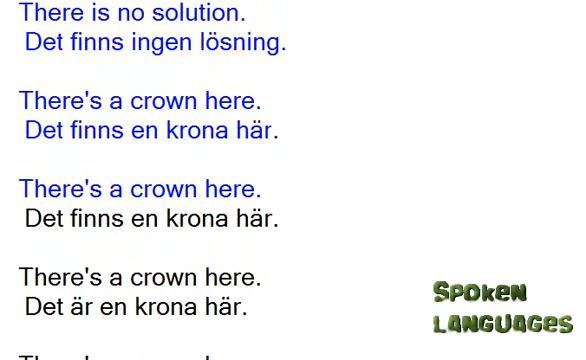 There is no solution.
Det finns ingen lösning.
There's a crown here.
Det finns en krona här.
There's a crown here.
Det finns en krona här.
There's a crown here.
Det är en krona här.
Spoken
Languages